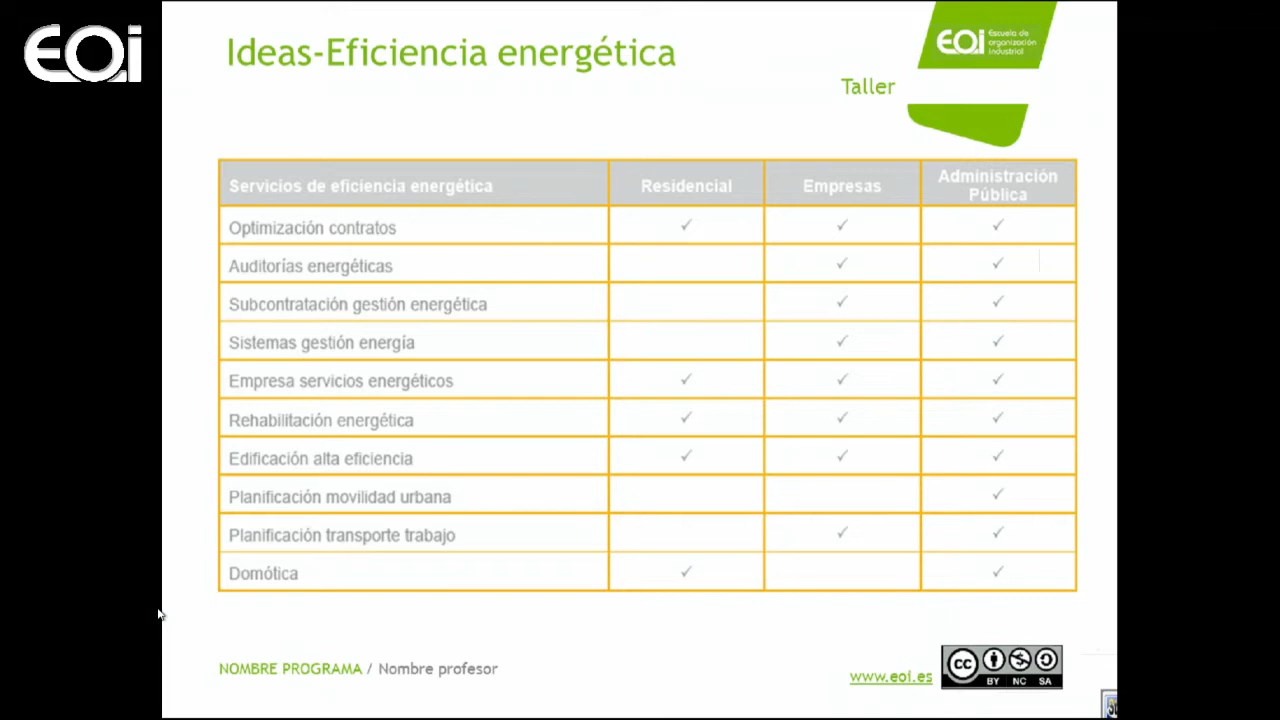 EOi
Ideas-Eficiencia energética
EOi Escuela de
organización
industrial
Taller
Servicios de eficiencia energética Residencial Empresas Administración Pública
Optimización contratos ✓ ✓ ✓
Auditorías energéticas ✓ ✓
Subcontratación gestión energética ✓ ✓
Sistemas gestión energía ✓ ✓
Empresa servicios energéticos ✓ ✓ ✓
Rehabilitación energética ✓ ✓ ✓
Edificación alta eficiencia ✓ ✓ ✓
Planificación movilidad urbana ✓
Planificación transporte trabajo ✓ ✓
Domótica ✓ ✓
NOMBRE PROGRAMA / Nombre profesor
www.eoi.es
cc BY NC SA